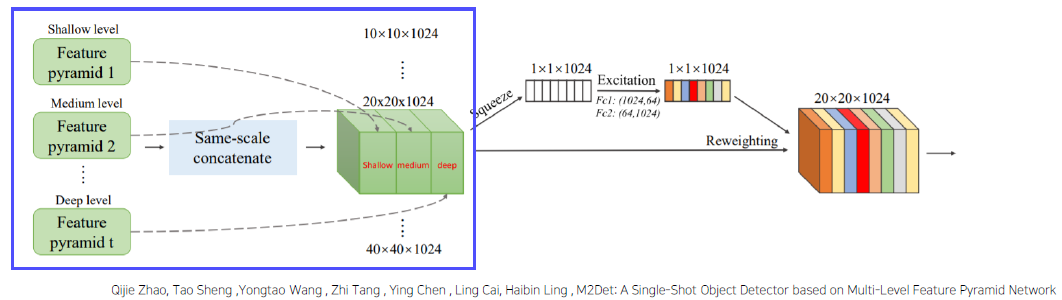 Shallow level
Feature
pyramid 1
Medium level
Feature
pyramid 2
Deep level
Feature
pyramid t
Same-scale
concatenate
10×10×1024
20x20x1024
Shallow medium deep
40×40×1024
Squeeze
1×1×1024
Excitation
Fc1: (1024,64)
Fc2: (64,1024)
1×1×1024
Reweighting
20×20×1024
Qijie Zhao, Tao Sheng ,Yongtao Wang , Zhi Tang , Ying Chen , Ling Cai, Haibin Ling , M2Det: A Single-Shot Object Detector based on Multi-Level Feature Pyramid Network